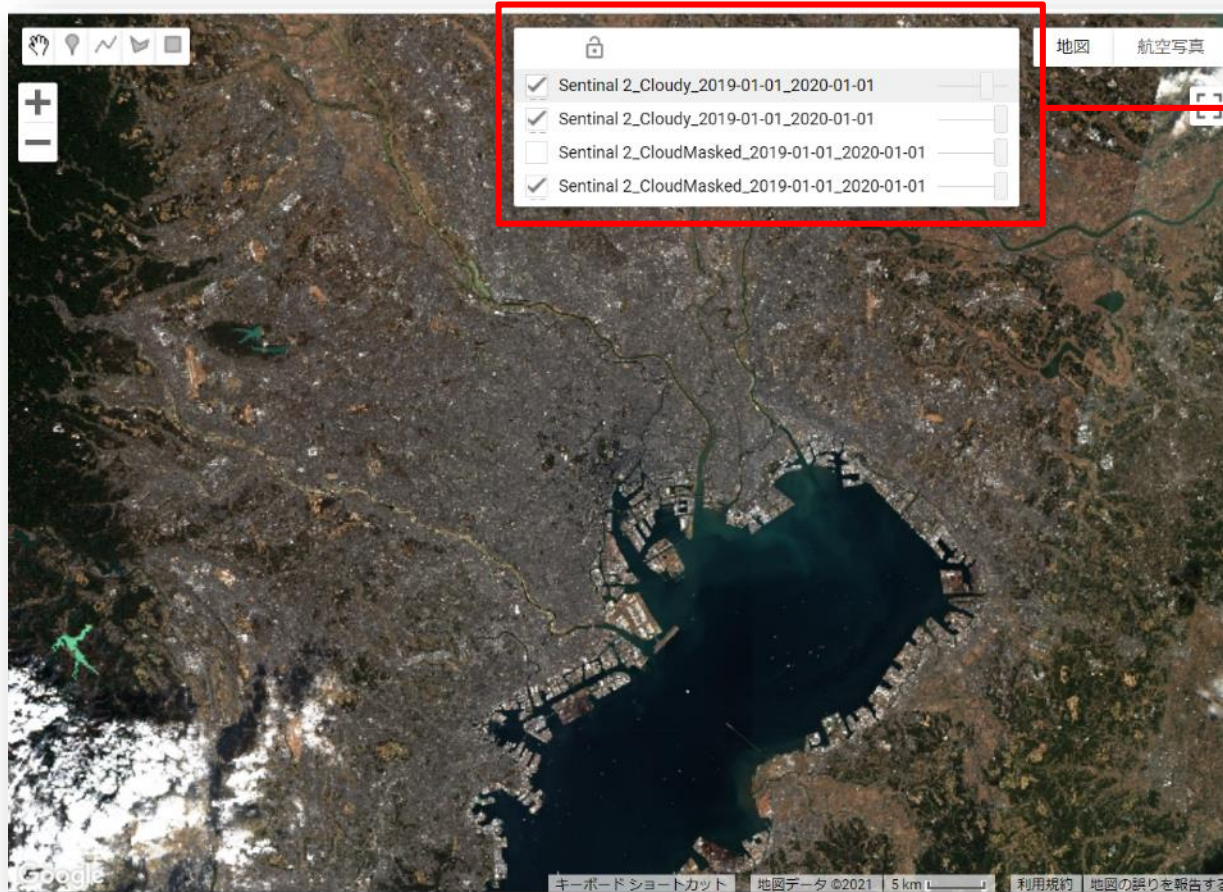 Sentinal 2_Cloudy_2019-01-01_2020-01-01
Sentinal 2_Cloudy_2019-01-01_2020-01-01
Sentinal 2_CloudMasked_2019-01-01_2020-01-01
Sentinal 2_CloudMasked_2019-01-01_2020-01-01
地図 航空写真
Google
キーボード ショートカット 地図データ ©2021 5 km 利用規約 地図の誤りを報告する